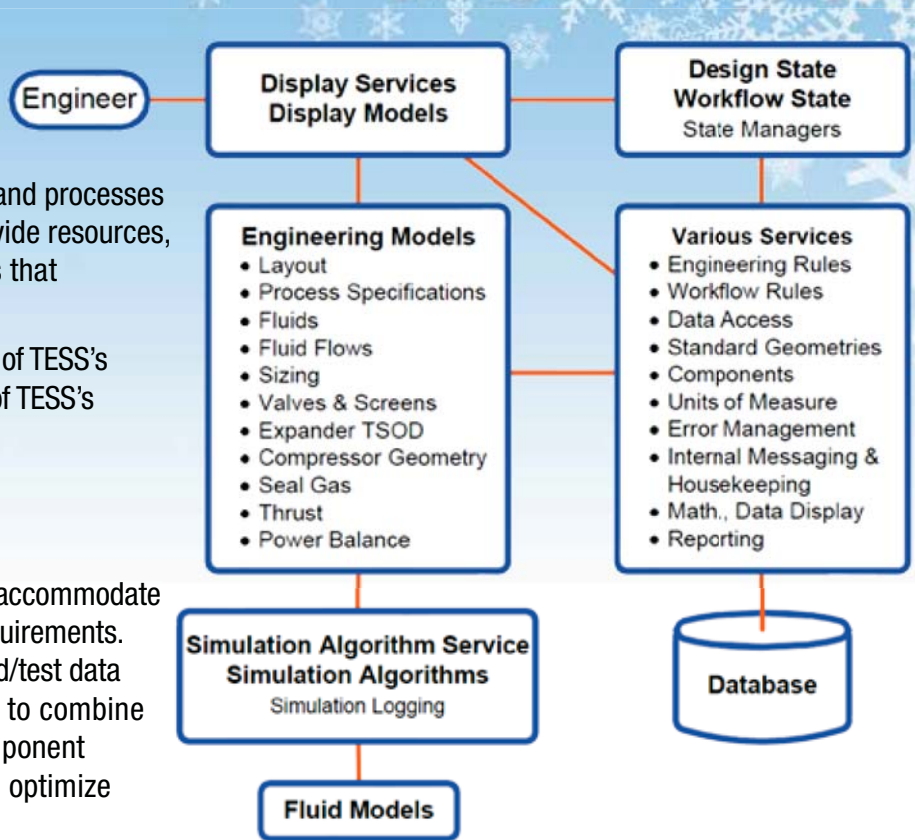 Engineer
Display Services
Display Models
Design State
Workflow State
State Managers
and processes
vide resources,
s that
of TESS's
of TESS's
accommodate
quirements.
d/test data
to combine
ponent
optimize
Engineering Models
• Layout
• Process Specifications
• Fluids
• Fluid Flows
• Sizing
• Valves & Screens
• Expander TSOD
• Compressor Geometry
• Seal Gas
• Thrust
• Power Balance
Various Services
• Engineering Rules
• Workflow Rules
• Data Access
• Standard Geometries
• Components
• Units of Measure
• Error Management
• Internal Messaging &
Housekeeping
• Math., Data Display
• Reporting
Simulation Algorithm Service
Simulation Algorithms
Simulation Logging
Database
Fluid Models